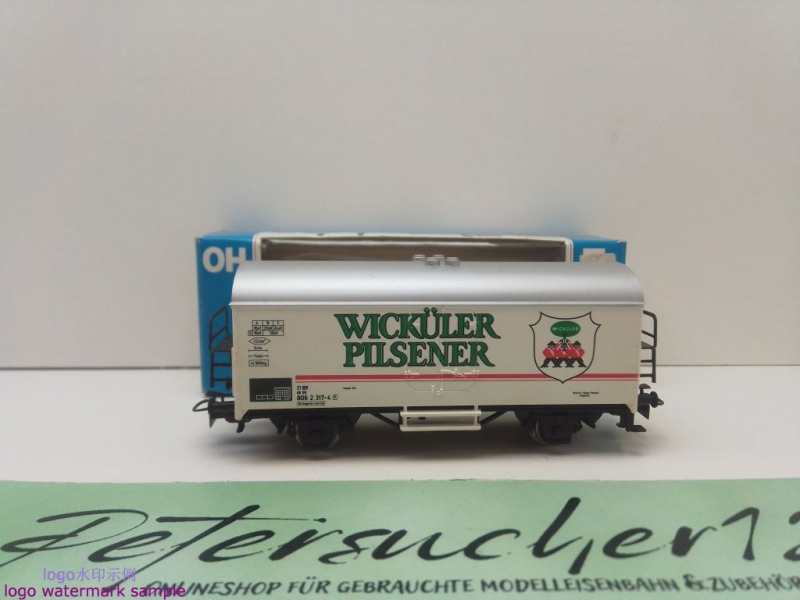 OH
WICKÜLER
PILSENER
WICKÜLER
806 2 317-4
Petersucher12
ONLINESHOP FÜR GEBRAUCHTE MODELLEISENBAHN & ZUBEHÖR
logo水印示例
logo watermark sample